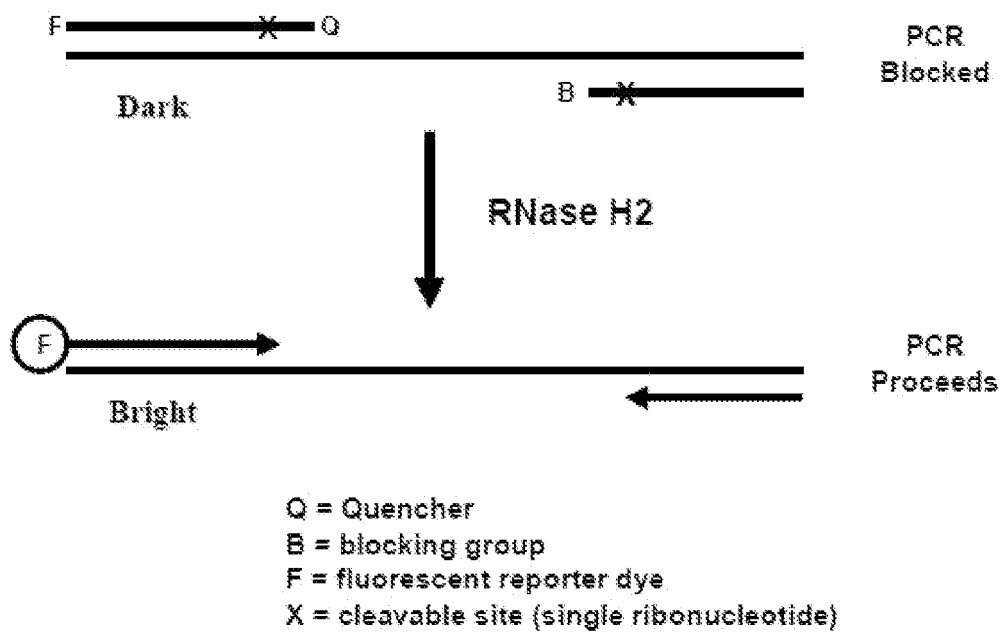 F X Q
PCR
Blocked
B X
Dark
RNase H2
F
PCR
Proceeds
Bright
Q = Quencher
B = blocking group
F = fluorescent reporter dye
X = cleavable site (single ribonucleotide)